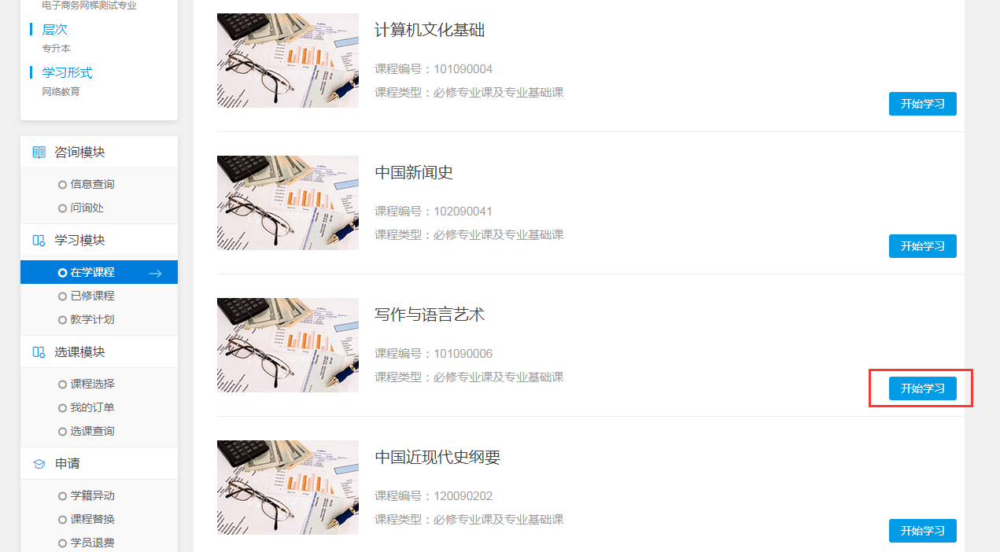 电子商务网梯测试专业
层次
专升本
学习形式
网络教育
咨询模块
信息查询
问询处
学习模块
在学课程
已修课程
教学计划
选课模块
课程选择
我的订单
选课查询
申请
学籍异动
课程替换
学员退费
计算机文化基础
课程编号：101090004
课程类型：必修专业课及专业基础课
开始学习
中国新闻史
课程编号：102090041
课程类型：必修专业课及专业基础课
开始学习
写作与语言艺术
课程编号：101090006
课程类型：必修专业课及专业基础课
开始学习
中国近现代史纲要
课程编号：120090202
课程类型：必修专业课及专业基础课
开始学习